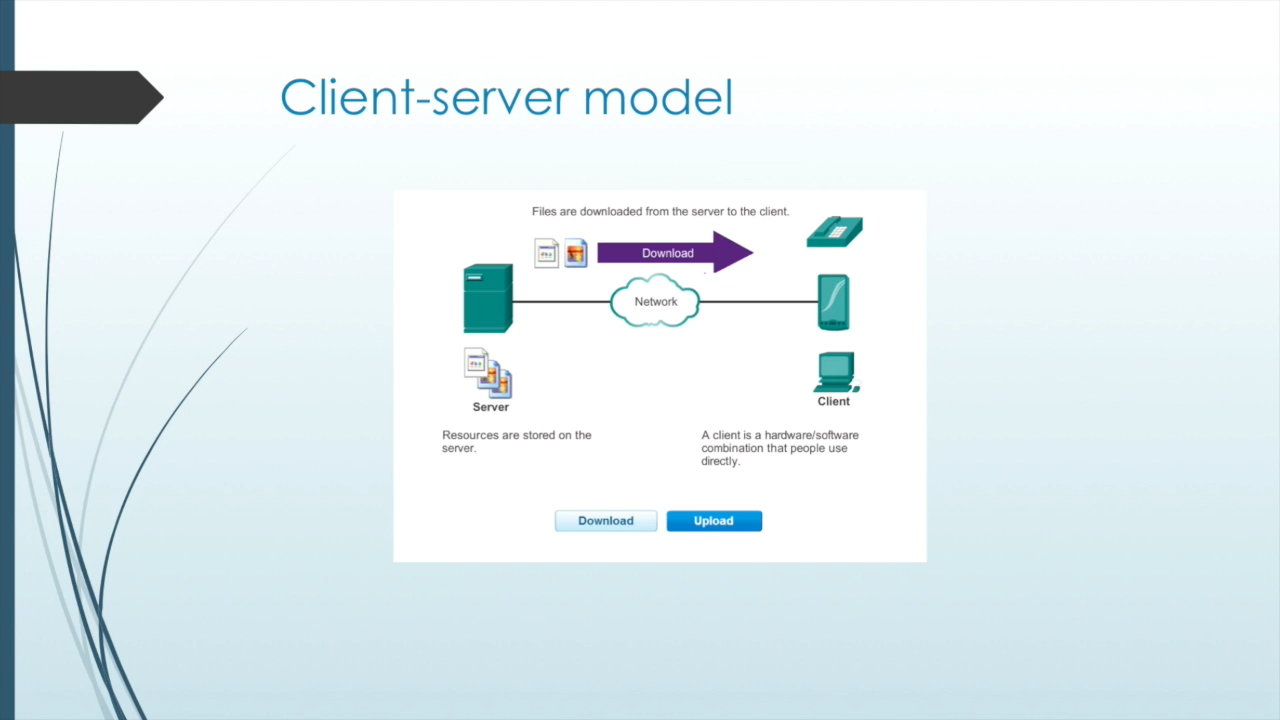 Client-server model
Files are downloaded from the server to the client.
Download
Network
Server
Client
Resources are stored on the
server.
A client is a hardware/software
combination that people use
directly.
Download
Upload